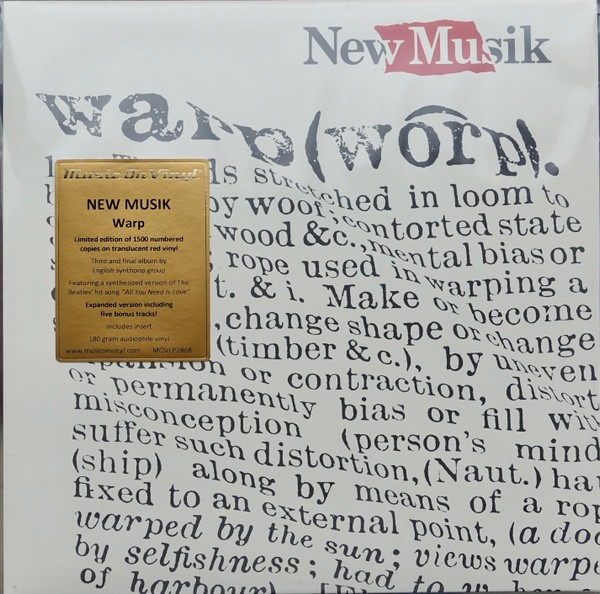 New Musik
warp (wôrp).
ds stretched in loom to
by woof; contorted state
wood &c., mental bias or
; rope used in warping a
t. & i. Make or become
, change shape or change
(timber & c.), by uneven
or contraction, distort
or permanently bias or fill with
misconception (person's mind
suffer such distortion, (Naut.) hau
(ship) along by means of a rop
fixed to an external point, (a doo
warped by the sun; views warpe
by selfishness; had to w
of harbour)
Music On Vinyl
NEW MUSIK
Warp
Limited edition of 1500 numbered
copies on translucent red vinyl
Third and final album by
English synthpop group
Featuring a synthesized version of The
Beatles' hit song "All You Need Is Love"
Expanded version including
five bonus tracks!
Includes insert
180 gram audiophile vinyl
www.musiconvinyl.com MOVLP2868